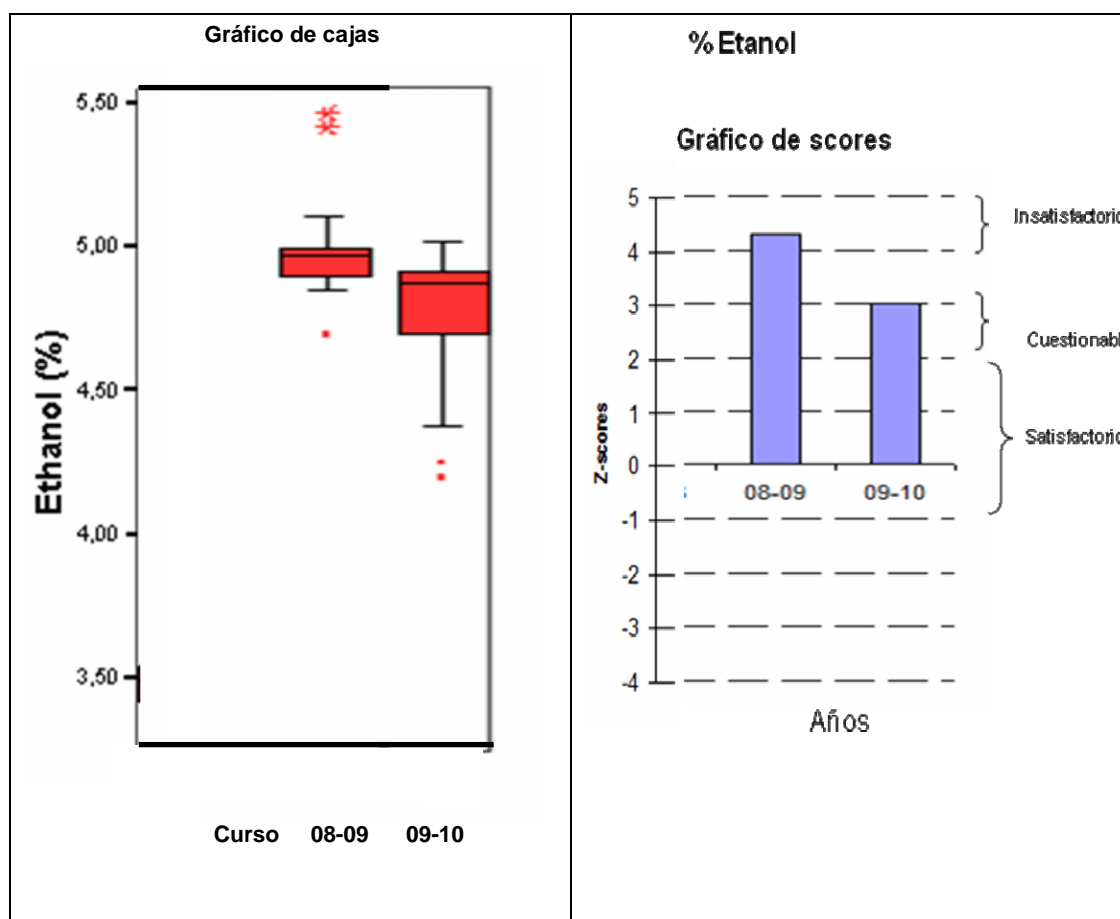 Gráfico de cajas
5,50
5,00
4,50
4,00
3,50
Ethanol (%)
Curso 08-09 09-10
% Etanol
Gráfico de scores
5
4
3
2
1
0
-1
-2
-3
-4
Z-scores
08-09 09-10
Años
Insatisfactorio
Cuestionabl
Satisfactorio